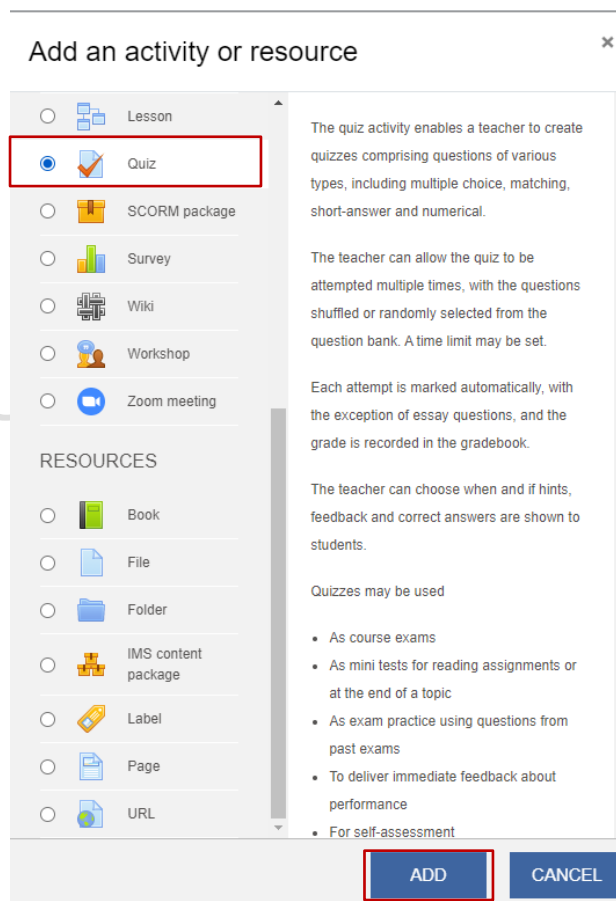 Add an activity or resource
×
Lesson
Quiz
SCORM package
Survey
Wiki
Workshop
Zoom meeting
RESOURCES
Book
File
Folder
IMS content
package
Label
Page
URL
The quiz activity enables a teacher to create
quizzes comprising questions of various
types, including multiple choice, matching,
short-answer and numerical.
The teacher can allow the quiz to be
attempted multiple times, with the questions
shuffled or randomly selected from the
question bank. A time limit may be set.
Each attempt is marked automatically, with
the exception of essay questions, and the
grade is recorded in the gradebook.
The teacher can choose when and if hints,
feedback and correct answers are shown to
students.
Quizzes may be used
• As course exams
• As mini tests for reading assignments or
at the end of a topic
• As exam practice using questions from
past exams
• To deliver immediate feedback about
performance
• For self-assessment
ADD
CANCEL